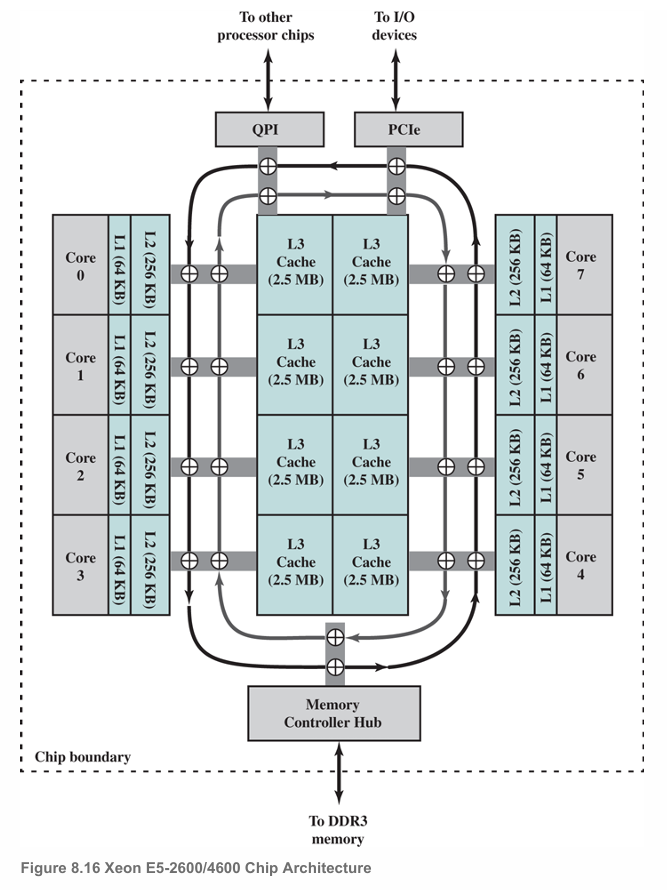 To other
processor chips
To I/O
devices
QPI
PCIe
Core
0
L1 (64 KB)
L2 (256 KB)
L3
Cache
(2.5 MB)
L3
Cache
(2.5 MB)
L2 (256 KB)
L1 (64 KB)
Core
7
Core
1
L1 (64 KB)
L2 (256 KB)
L3
Cache
(2.5 MB)
L3
Cache
(2.5 MB)
L2 (256 KB)
L1 (64 KB)
Core
6
Core
2
L1 (64 KB)
L2 (256 KB)
L3
Cache
(2.5 MB)
L3
Cache
(2.5 MB)
L2 (256 KB)
L1 (64 KB)
Core
5
Core
3
L1 (64 KB)
L2 (256 KB)
L3
Cache
(2.5 MB)
L3
Cache
(2.5 MB)
L2 (256 KB)
L1 (64 KB)
Core
4
Memory
Controller Hub
Chip boundary
To DDR3
memory
Figure 8.16 Xeon E5-2600/4600 Chip Architecture